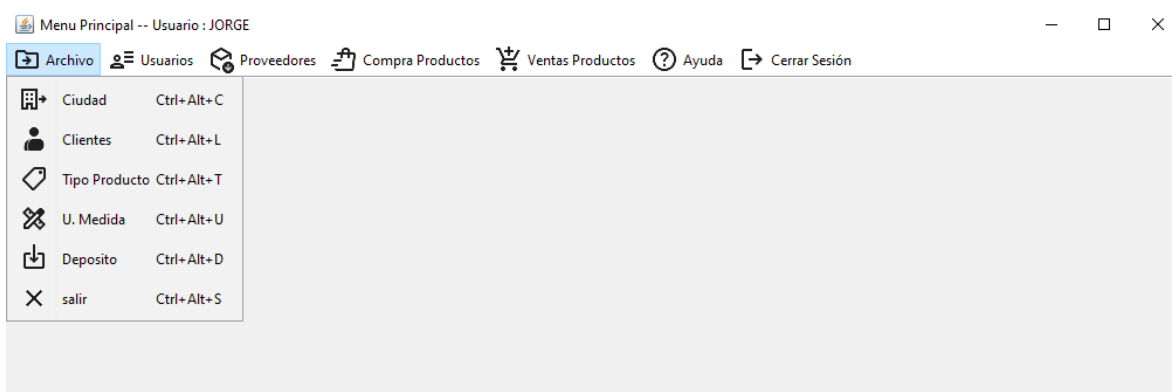 Menu Principal -- Usuario : JORGE
Archivo Usuarios Proveedores Compra Productos Ventas Productos Ayuda Cerrar Sesión
Ciudad Ctrl+Alt+C
Clientes Ctrl+Alt+L
Tipo Producto Ctrl+Alt+T
U. Medida Ctrl+Alt+U
Deposito Ctrl+Alt+D
salir Ctrl+Alt+S